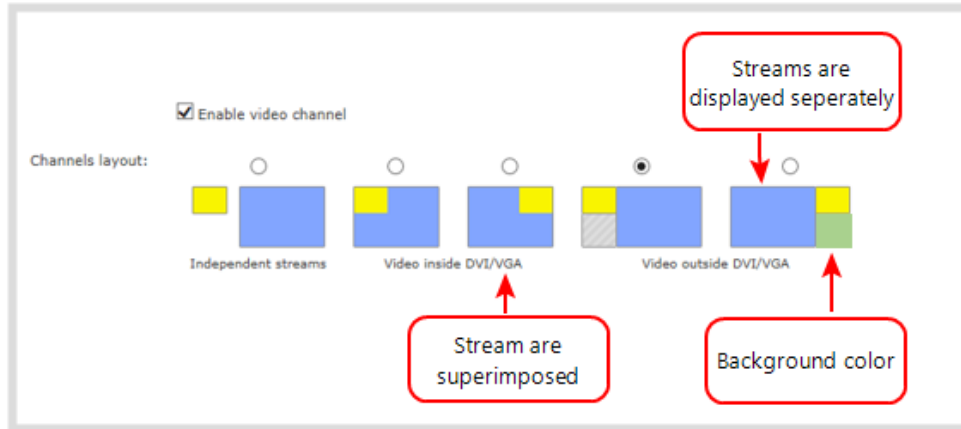 Streams are
displayed seperately
Enable video channel
Channels layout:
Independent streams
Video inside DVI/VGA
Video outside DVI/VGA
Stream are
superimposed
Background color